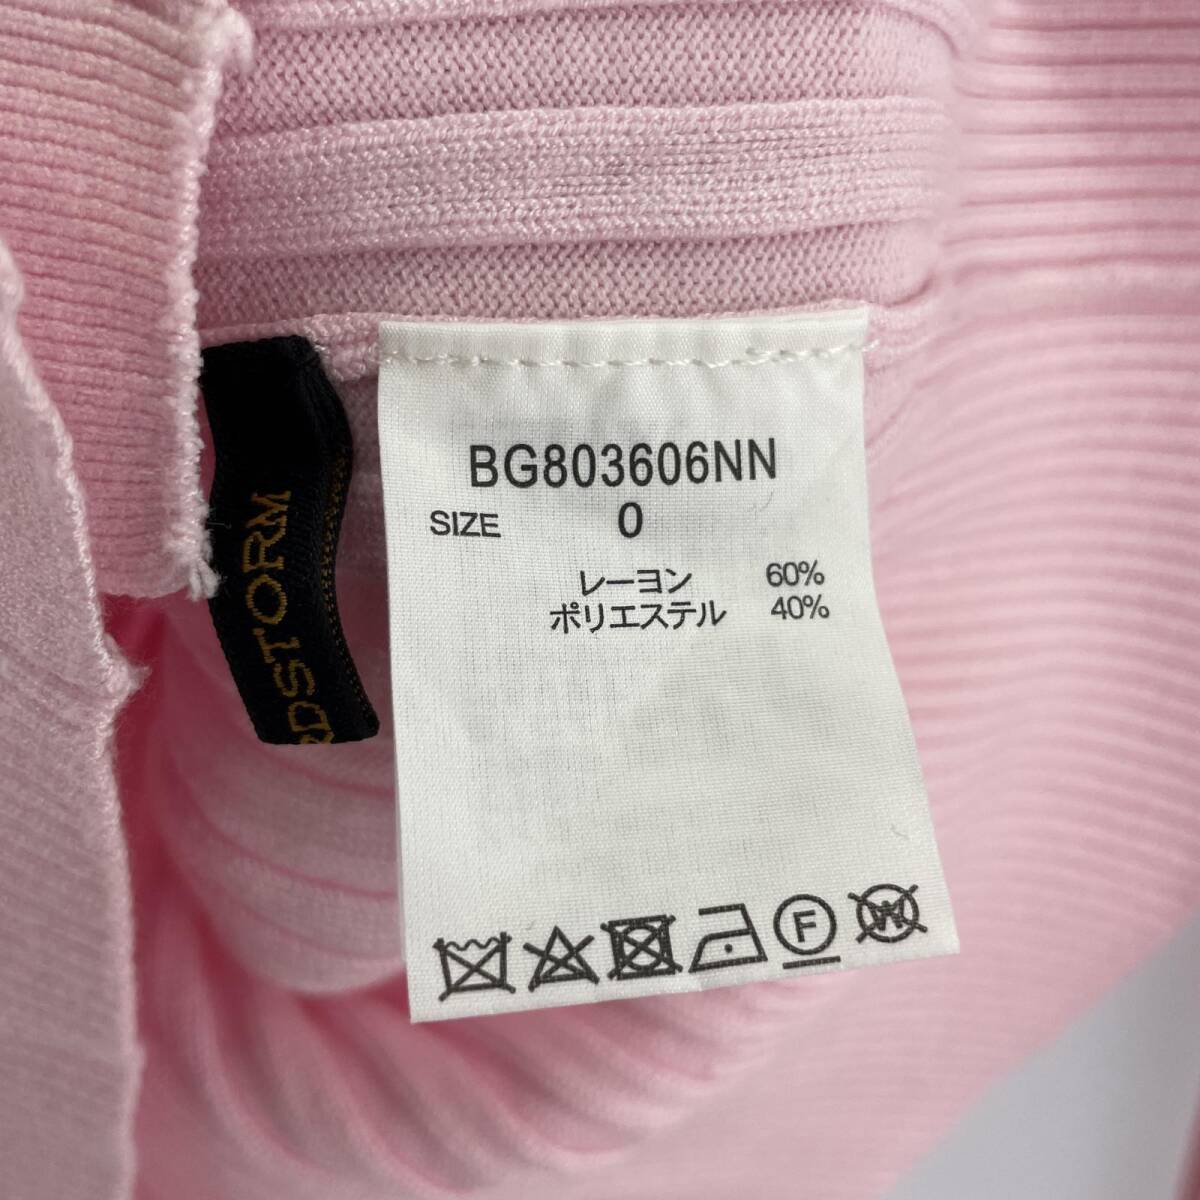 BG803606NN
SIZE 0
レーヨン 60%
ポリエステル 40%
F
W
RDSTORM